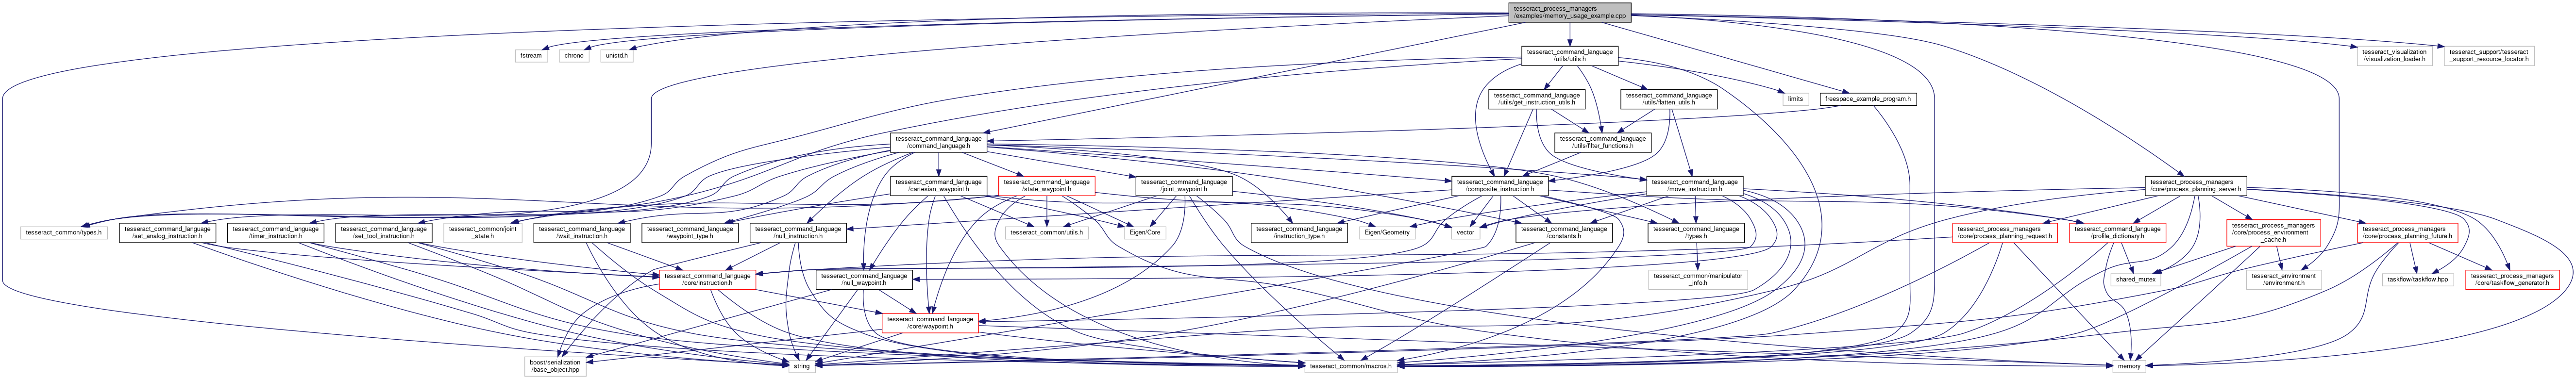 tesseract_process_managers
/examples/memory_usage_example.cpp
fstream
chrono
unistd.h
tesseract_command_language
/utils/utils.h
tesseract_visualization
/visualization_loader.h
tesseract_support/tesseract
_support_resource_locator.h
tesseract_command_language
/utils/get_instruction_utils.h
tesseract_command_language
/utils/flatten_utils.h
limits
freespace_example_program.h
tesseract_command_language
/command_language.h
tesseract_command_language
/utils/filter_functions.h
tesseract_command_language
/cartesian_waypoint.h
tesseract_command_language
/state_waypoint.h
tesseract_command_language
/joint_waypoint.h
tesseract_command_language
/composite_instruction.h
tesseract_command_language
/move_instruction.h
tesseract_process_managers
/core/process_planning_server.h
tesseract_common/types.h
tesseract_command_language
/set_analog_instruction.h
tesseract_command_language
/timer_instruction.h
tesseract_command_language
/set_tool_instruction.h
tesseract_common/joint
_state.h
tesseract_command_language
/wait_instruction.h
tesseract_command_language
/waypoint_type.h
tesseract_command_language
/null_instruction.h
tesseract_common/utils.h
Eigen/Core
tesseract_command_language
/instruction_type.h
Eigen/Geometry
vector
tesseract_command_language
/constants.h
tesseract_command_language
/types.h
tesseract_process_managers
/core/process_planning_request.h
tesseract_command_language
/profile_dictionary.h
tesseract_process_managers
/core/process_environment
_cache.h
tesseract_process_managers
/core/process_planning_future.h
tesseract_command_language
/core/instruction.h
tesseract_command_language
/null_waypoint.h
tesseract_common/manipulator
_info.h
shared_mutex
tesseract_environment
/environment.h
taskflow/taskflow.hpp
tesseract_process_managers
/core/taskflow_generator.h
tesseract_command_language
/core/waypoint.h
boost/serialization
/base_object.hpp
string
tesseract_common/macros.h
memory